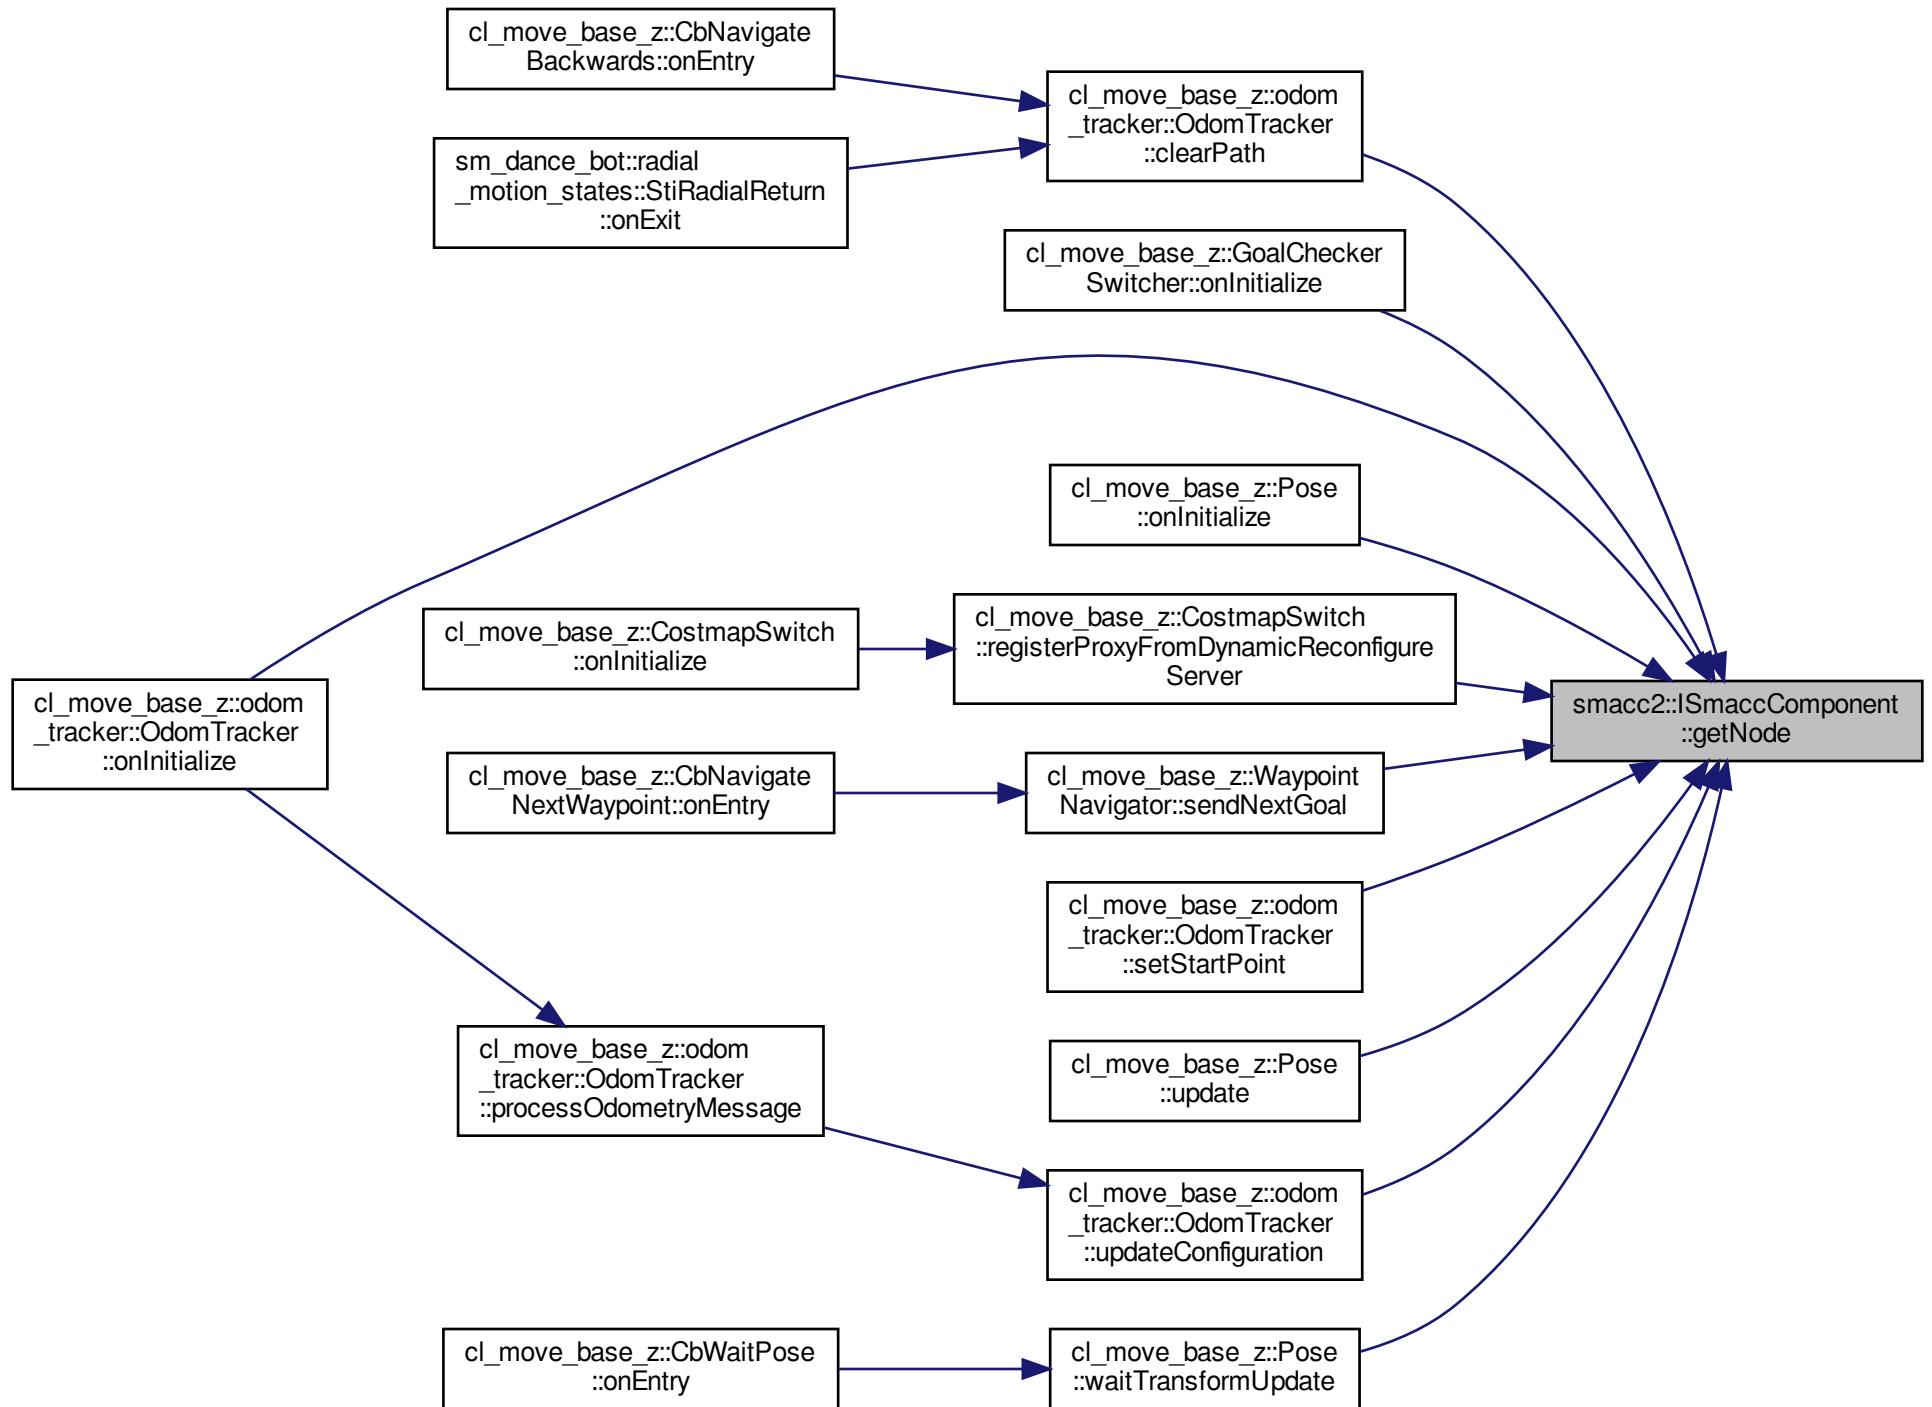 cl_move_base_z::CbNavigate
Backwards::onEntry
cl_move_base_z::odom
_tracker::OdomTracker
::clearPath
sm_dance_bot::radial
_motion_states::StiRadialReturn
::onExit
cl_move_base_z::GoalChecker
Switcher::onInitialize
cl_move_base_z::Pose
::onInitialize
cl_move_base_z::CostmapSwitch
::onInitialize
cl_move_base_z::CostmapSwitch
::registerProxyFromDynamicReconfigure
Server
smacc2::ISmaccComponent
::getNode
cl_move_base_z::odom
_tracker::OdomTracker
::onInitialize
cl_move_base_z::CbNavigate
NextWaypoint::onEntry
cl_move_base_z::Waypoint
Navigator::sendNextGoal
cl_move_base_z::odom
_tracker::OdomTracker
::setStartPoint
cl_move_base_z::odom
_tracker::OdomTracker
::processOdometryMessage
cl_move_base_z::Pose
::update
cl_move_base_z::odom
_tracker::OdomTracker
::updateConfiguration
cl_move_base_z::CbWaitPose
::onEntry
cl_move_base_z::Pose
::waitTransformUpdate